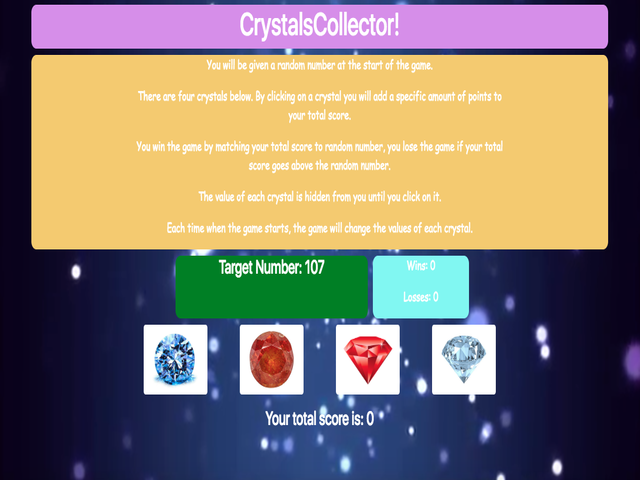 CrystalsCollector!
You will be given a random number at the start of the game.
There are four crystals below. By clicking on a crystal you will add a specific amount of points to
your total score.
You win the game by matching your total score to random number, you lose the game if your total
score goes above the random number.
The value of each crystal is hidden from you until you click on it.
Each time when the game starts, the game will change the values of each crystal.
Target Number: 107
Wins: 0
Losses: 0
Your total score is: 0